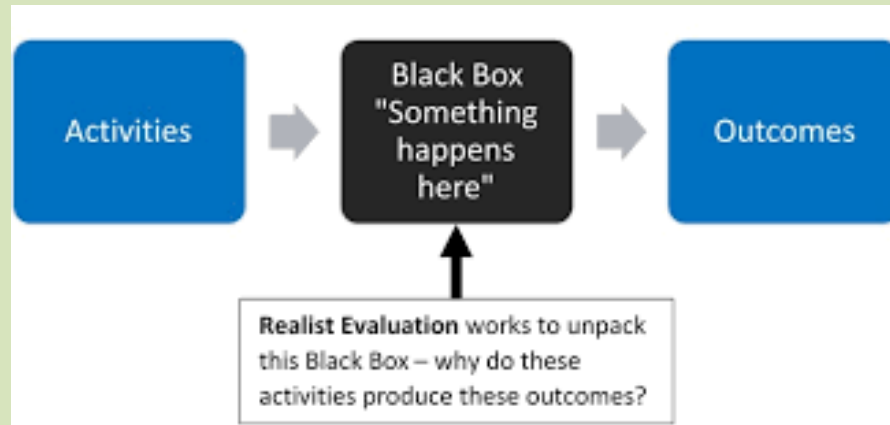 Activities
Black Box
"Something
happens
here"
Outcomes
Realist Evaluation works to unpack
this Black Box – why do these
activities produce these outcomes?